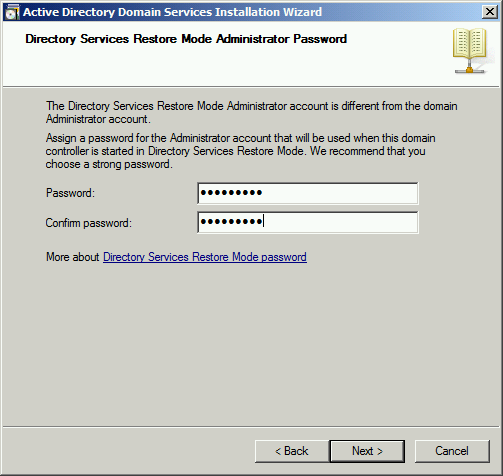 Active Directory Domain Services Installation Wizard
Directory Services Restore Mode Administrator Password
The Directory Services Restore Mode Administrator account is different from the domain
Administrator account.
Assign a password for the Administrator account that will be used when this domain
controller is started in Directory Services Restore Mode. We recommend that you
choose a strong password.
Password: ●●●●●●●●●
Confirm password: ●●●●●●●●●
More about Directory Services Restore Mode password
< Back Next > Cancel